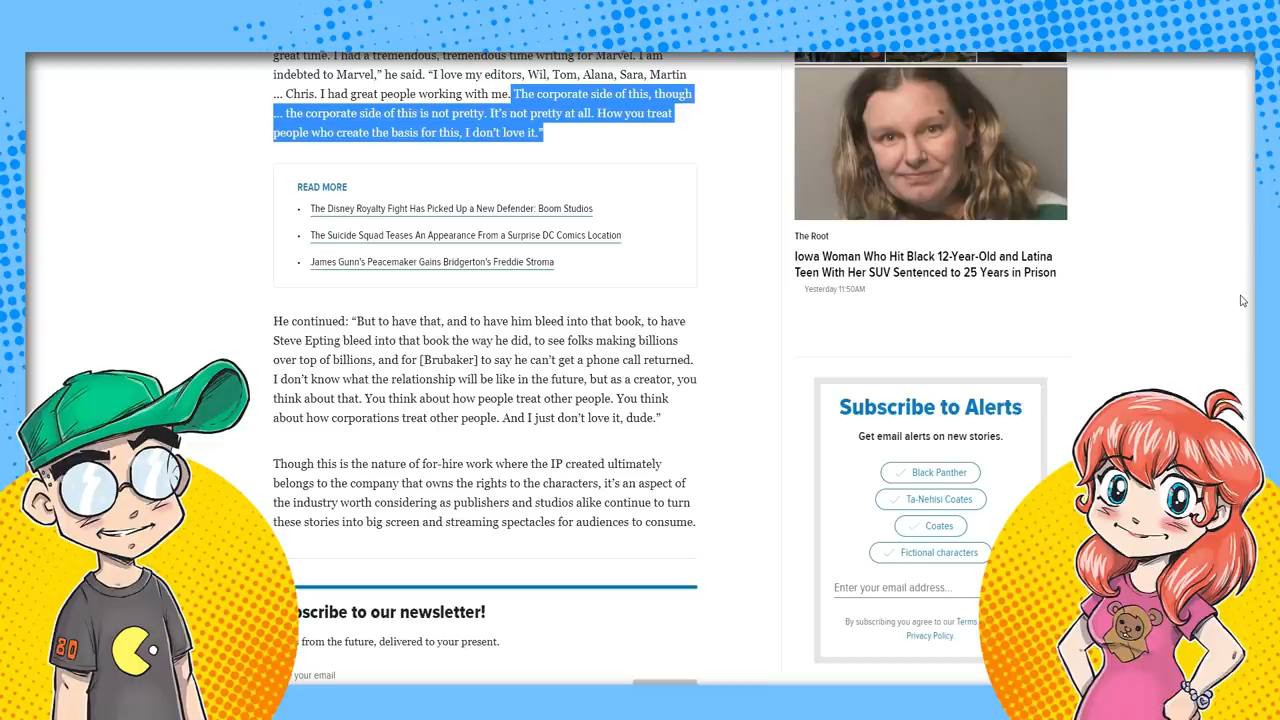 great time. I had a tremendous, tremendous time writing for Marvel. I am
indebted to Marvel,” he said. “I love my editors, Wil, Tom, Alana, Sara, Martin
... Chris. I had great people working with me. The corporate side of this, though
... the corporate side of this is not pretty. It’s not pretty at all. How you treat
people who create the basis for this, I don’t love it.”
READ MORE
• The Disney Royalty Fight Has Picked Up a New Defender: Boom Studios
• The Suicide Squad Teases An Appearance From a Surprise DC Comics Location
• James Gunn’s Peacemaker Gains Bridgerton’s Freddie Stroma
He continued: “But to have that, and to have him bleed into that book, to have
Steve Epting bleed into that book the way he did, to see folks making billions
over top of billions, and for [Brubaker] to say he can’t get a phone call returned.
I don’t know what the relationship will be like in the future, but as a creator, you
think about that. You think about how people treat other people. You think
about how corporations treat other people. And I just don’t love it, dude.”
Though this is the nature of for-hire work where the IP created ultimately
belongs to the company that owns the rights to the characters, it’s an aspect of
the industry worth considering as publishers and studios alike continue to turn
these stories into big screen and streaming spectacles for audiences to consume.
bscribe to our newsletter!
from the future, delivered to your present.
your email
The Root
Iowa Woman Who Hit Black 12-Year-Old and Latina
Teen With Her SUV Sentenced to 25 Years in Prison
Yesterday 11:50AM
Subscribe to Alerts
Get email alerts on new stories.
Black Panther
Ta-Nehisi Coates
Coates
Fictional characters
Enter your email address...
By subscribing you agree to our Terms
Privacy Policy.
80